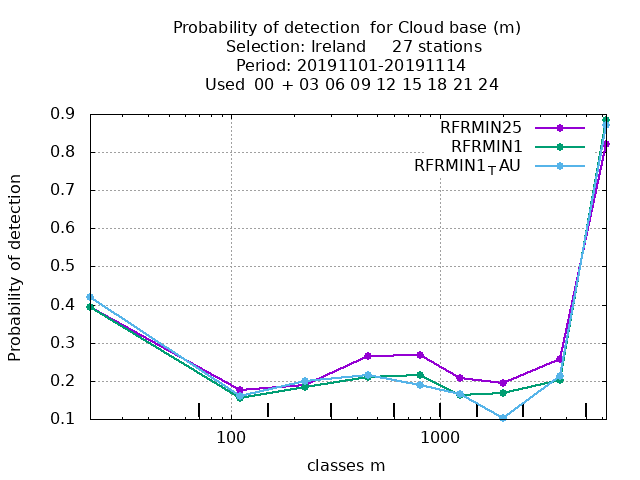 Probability of detection  for Cloud base (m)
Selection: Ireland     27 stations
Period: 20191101-20191114
Used  00 + 03 06 09 12 15 18 21 24
RFRMIN25
RFRMIN1
RFRMIN1TAU
0.9
0.8
0.7
0.6
0.5
0.4
0.3
0.2
0.1
Probability of detection
100
1000
classes m